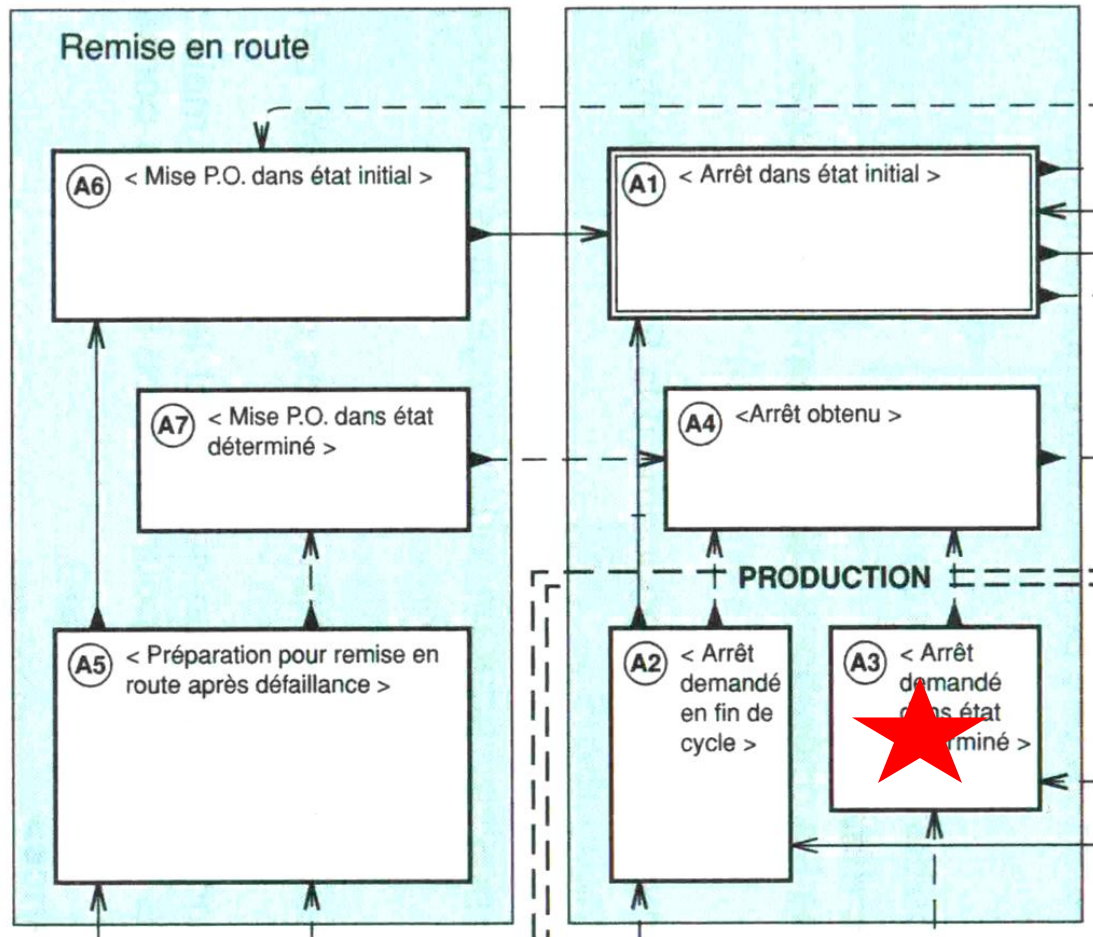 Remise en route
A6 < Mise P.O. dans état initial >
A1 < Arrêt dans état initial >
A7 < Mise P.O. dans état
déterminé >
A4 <Arrêt obtenu >
PRODUCTION
A5 < Préparation pour remise en
route après défaillance >
A2 < Arrêt
demandé
en fin de
cycle >
A3 < Arrêt
demandé
état
>